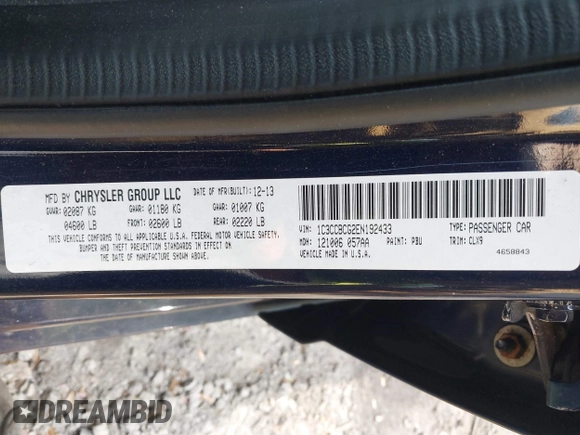 MFD BY CHRYSLER GROUP LLC DATE OF MFR(BUILT): 12-13
GVWR: 02087 KG GAWR: 01180 KG GAWR: 01007 KG
04600 LB FRONT: 02600 LB REAR: 02220 LB
THIS VEHICLE CONFORMS TO ALL APPLICABLE U.S.A. FEDERAL MOTOR VEHICLE SAFETY,
BUMPER AND THEFT PREVENTION STANDARDS IN EFFECT ON
THE DATE OF MANUFACTURE SHOWN ABOVE.
VIN: 1C3CCBCG2EN192433 TYPE: PASSENGER CAR
MDH: 121006 057AA PAINT: PBU TRIM: CLX9
VEHICLE MADE IN U.S.A. 4658843
DREAMBID